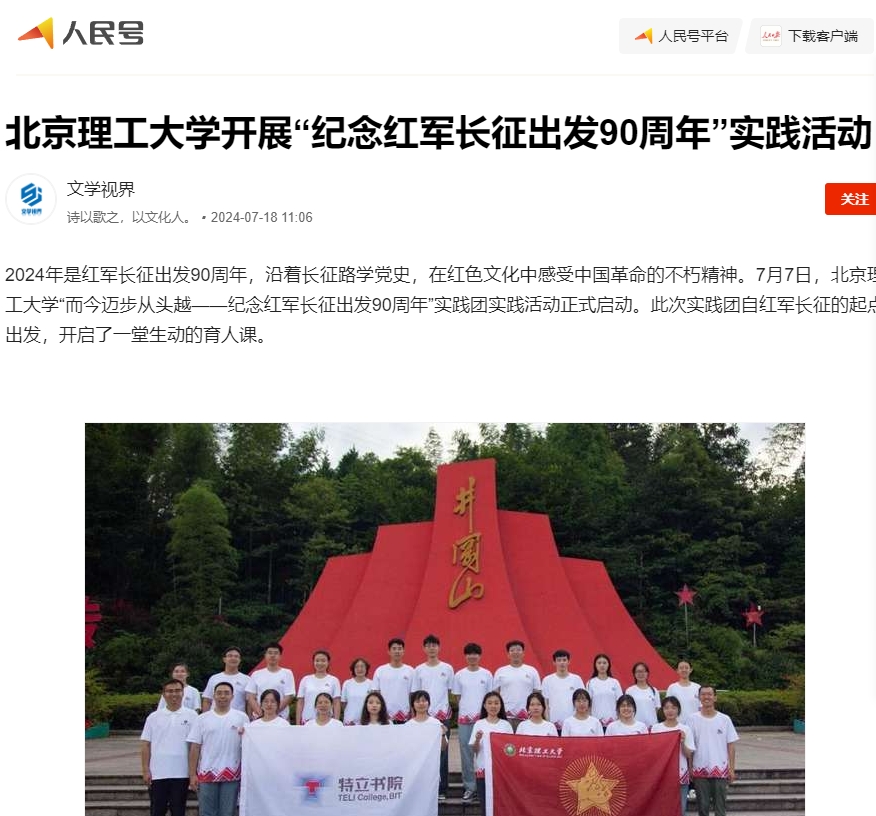 人民号
人民号平台
下载客户端
北京理工大学开展“纪念红军长征出发90周年”实践活动
文学视界
诗以歌之，以文化人。 • 2024-07-18 11:06
关注
2024年是红军长征出发90周年，沿着长征路学党史，在红色文化中感受中国革命的不朽精神。7月7日，北京理
工大学“而今迈步从头越——纪念红军长征出发90周年”实践团实践活动正式启动。此次实践团自红军长征的起点
出发，开启了一堂生动的育人课。
井冈山
特立书院
TELI College,BIT
北京理工大学